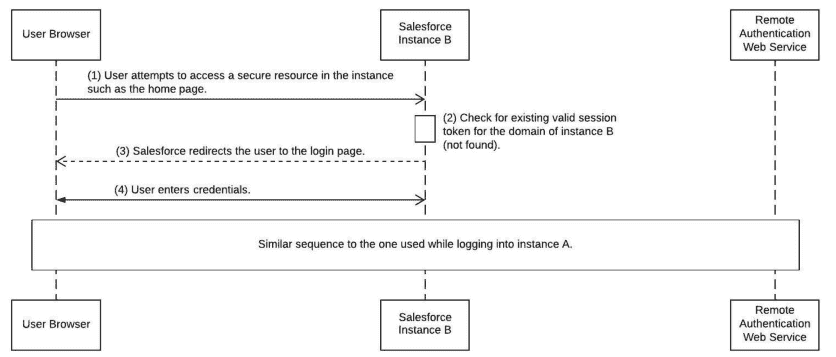 User Browser
Salesforce
Instance B
Remote
Authentication
Web Service
(1) User attempts to access a secure resource in the instance
such as the home page.
(2) Check for existing valid session
token for the domain of instance B
(not found).
(3) Salesforce redirects the user to the login page.
(4) User enters credentials.
Similar sequence to the one used while logging into instance A.
User Browser
Salesforce
Instance B
Remote
Authentication
Web Service